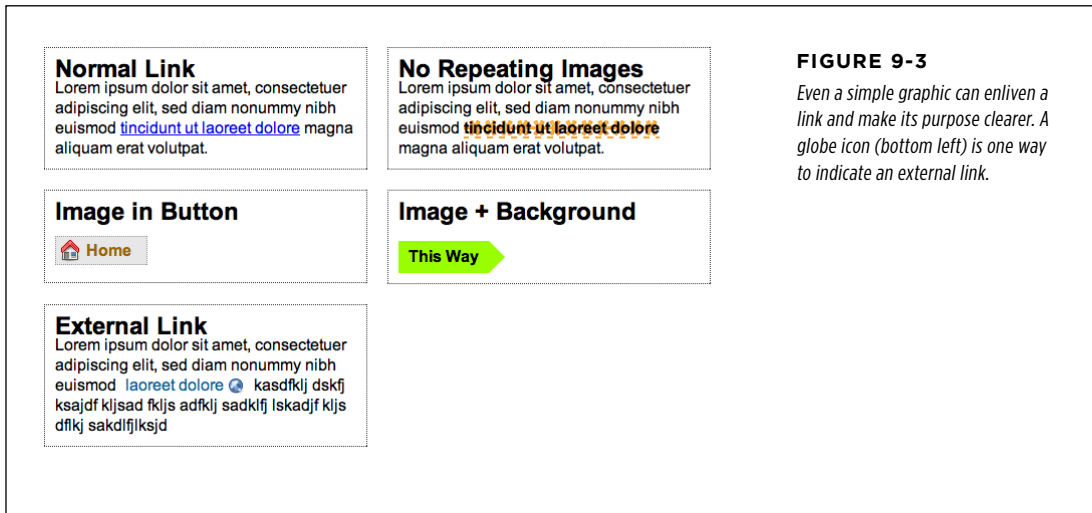 Normal Link
Lorem ipsum dolor sit amet, consectetuer
adipiscing elit, sed diam nonummy nibh
euismod tincidunt ut laoreet dolore magna
aliquam erat volutpat.
No Repeating Images
Lorem ipsum dolor sit amet, consectetuer
adipiscing elit, sed diam nonummy nibh
euismod tincidunt ut laoreet dolore
magna aliquam erat volutpat.
Image in Button
Home
Image + Background
This Way
External Link
Lorem ipsum dolor sit amet, consectetuer
adipiscing elit, sed diam nonummy nibh
euismod laoreet dolore kasdfklj dskfj
ksajdf kljsad fkljs adfklj sadklfj lskadjf kljs
dflkj sakdlfjlksjd
FIGURE 9-3
Even a simple graphic can enliven a
link and make its purpose clearer. A
globe icon (bottom left) is one way
to indicate an external link.